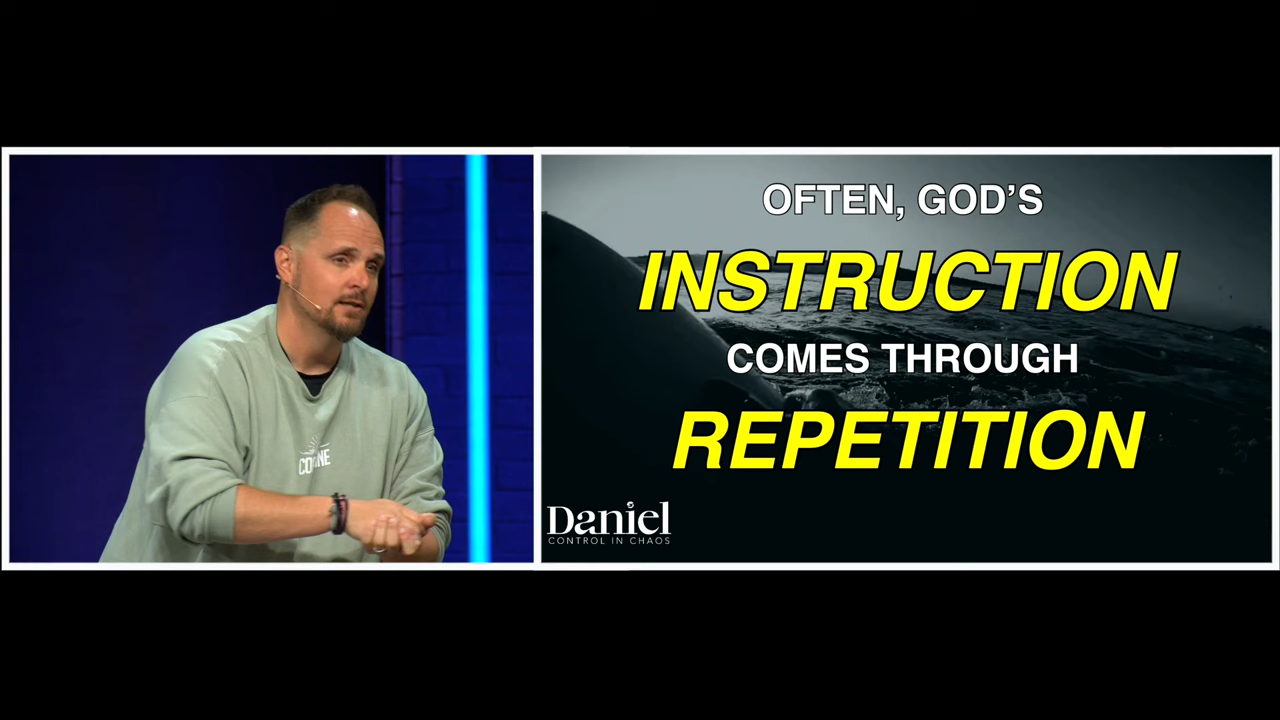 OFTEN, GOD'S
INSTRUCTION
COMES THROUGH
REPETITION
Daniel
CONTROL IN CHAOS